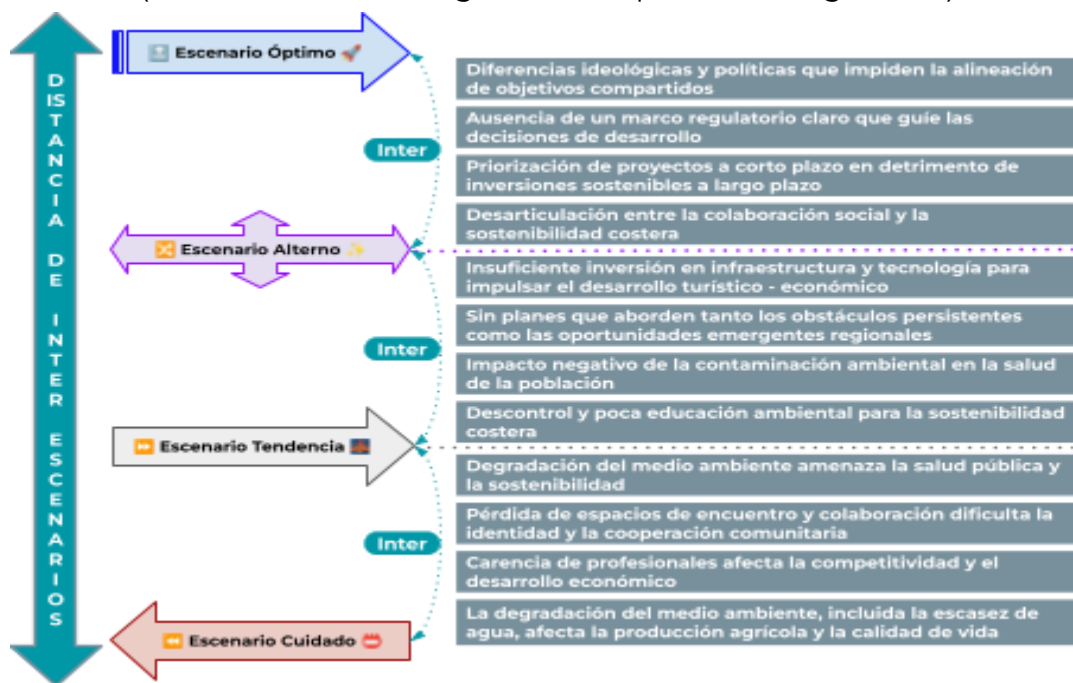 DISTANCIA DE INTER ESCENARIOS
Escenario Óptimo
Diferencias ideológicas y políticas que impiden la alineación
de objetivos compartidos
Ausencia de un marco regulatorio claro que guíe las
decisiones de desarrollo
Inter
Priorización de proyectos a corto plazo en detrimento de
inversiones sostenibles a largo plazo
Desarticulación entre la colaboración social y la
sostenibilidad costera
Escenario Alterno
Insuficiente inversión en infraestructura y tecnología para
impulsar el desarrollo turístico - económico
Sin planes que aborden tanto los obstáculos persistentes
como las oportunidades emergentes regionales
Inter
Impacto negativo de la contaminación ambiental en la salud
de la población
Descontrol y poca educación ambiental para la sostenibilidad
costera
Escenario Tendencia
Degradación del medio ambiente amenaza la salud pública y
la sostenibilidad
Pérdida de espacios de encuentro y colaboración dificulta la
identidad y la cooperación comunitaria
Inter
Carencia de profesionales afecta la competitividad y el
desarrollo económico
La degradación del medio ambiente, incluida la escasez de
agua, afecta la producción agrícola y la calidad de vida
Escenario Cuidado